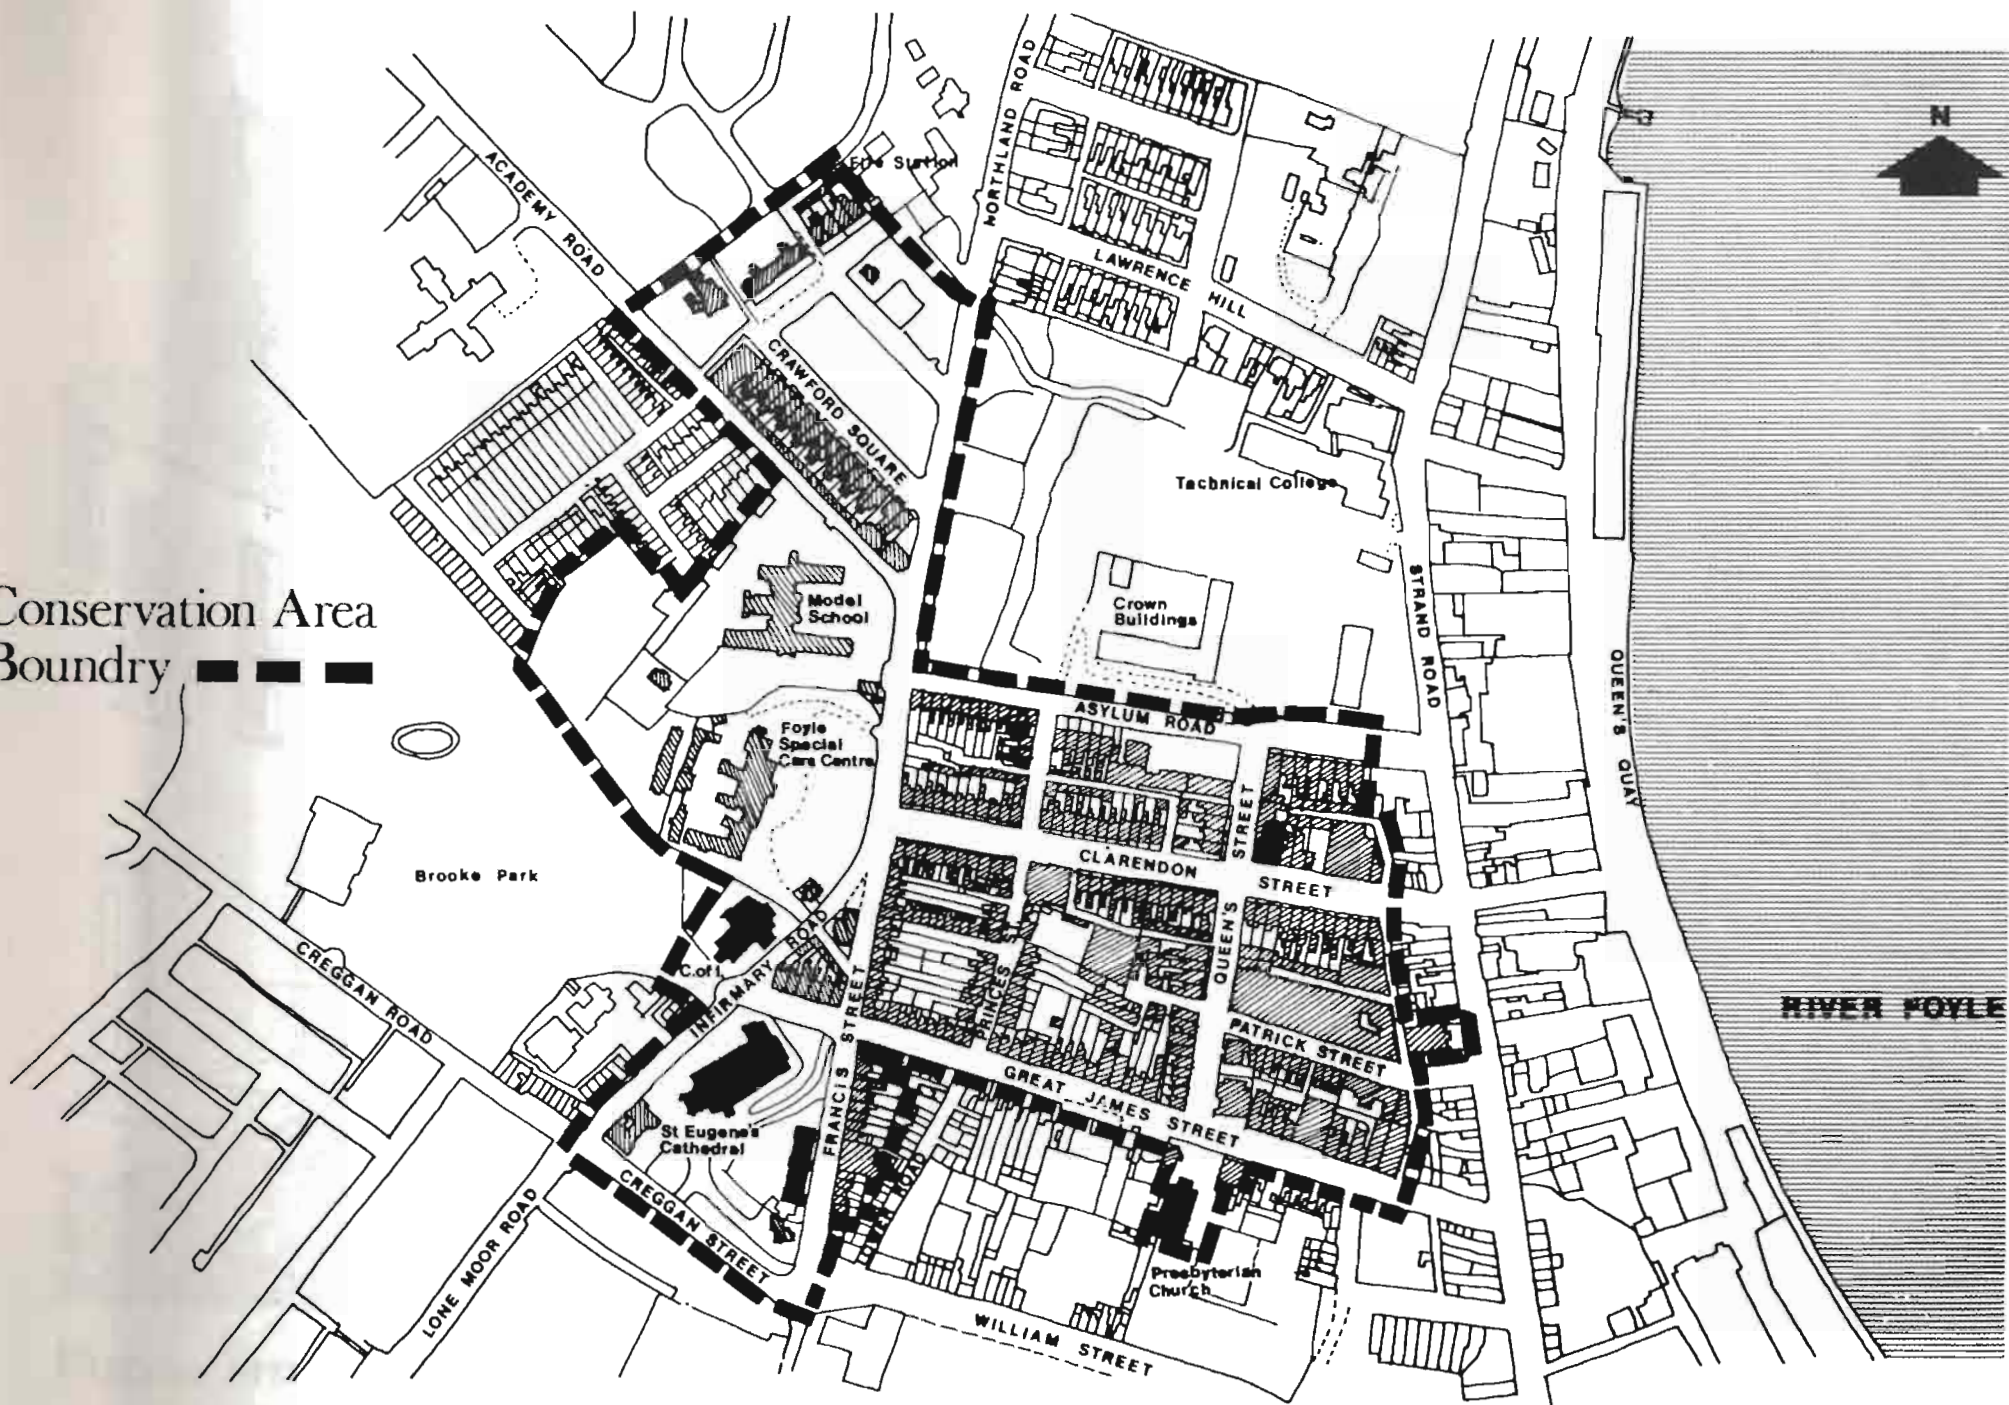 N
NORTHLAND ROAD
Fire Station
ACADEMY ROAD
LAWRENCE HILL
CRAWFORD SQUARE
Technical College
STRAND ROAD
Conservation Area
Boundry
Model
School
Crown
Buildings
QUEEN'S QUAY
ASYLUM ROAD
Foyle
Special
Care Centre
STREET
CLARENDON STREET
Brooke Park
QUEEN'S
PRINCES ST.
CREGGAN ROAD
C.of I.
INFIRMARY ROAD
RIVER FOYLE
PATRICK STREET
FRANCIS STREET
GREAT JAMES STREET
St Eugene's
Cathedral
ROAD
CREGGAN STREET
LONE MOOR ROAD
Presbyterian
Church
WILLIAM STREET